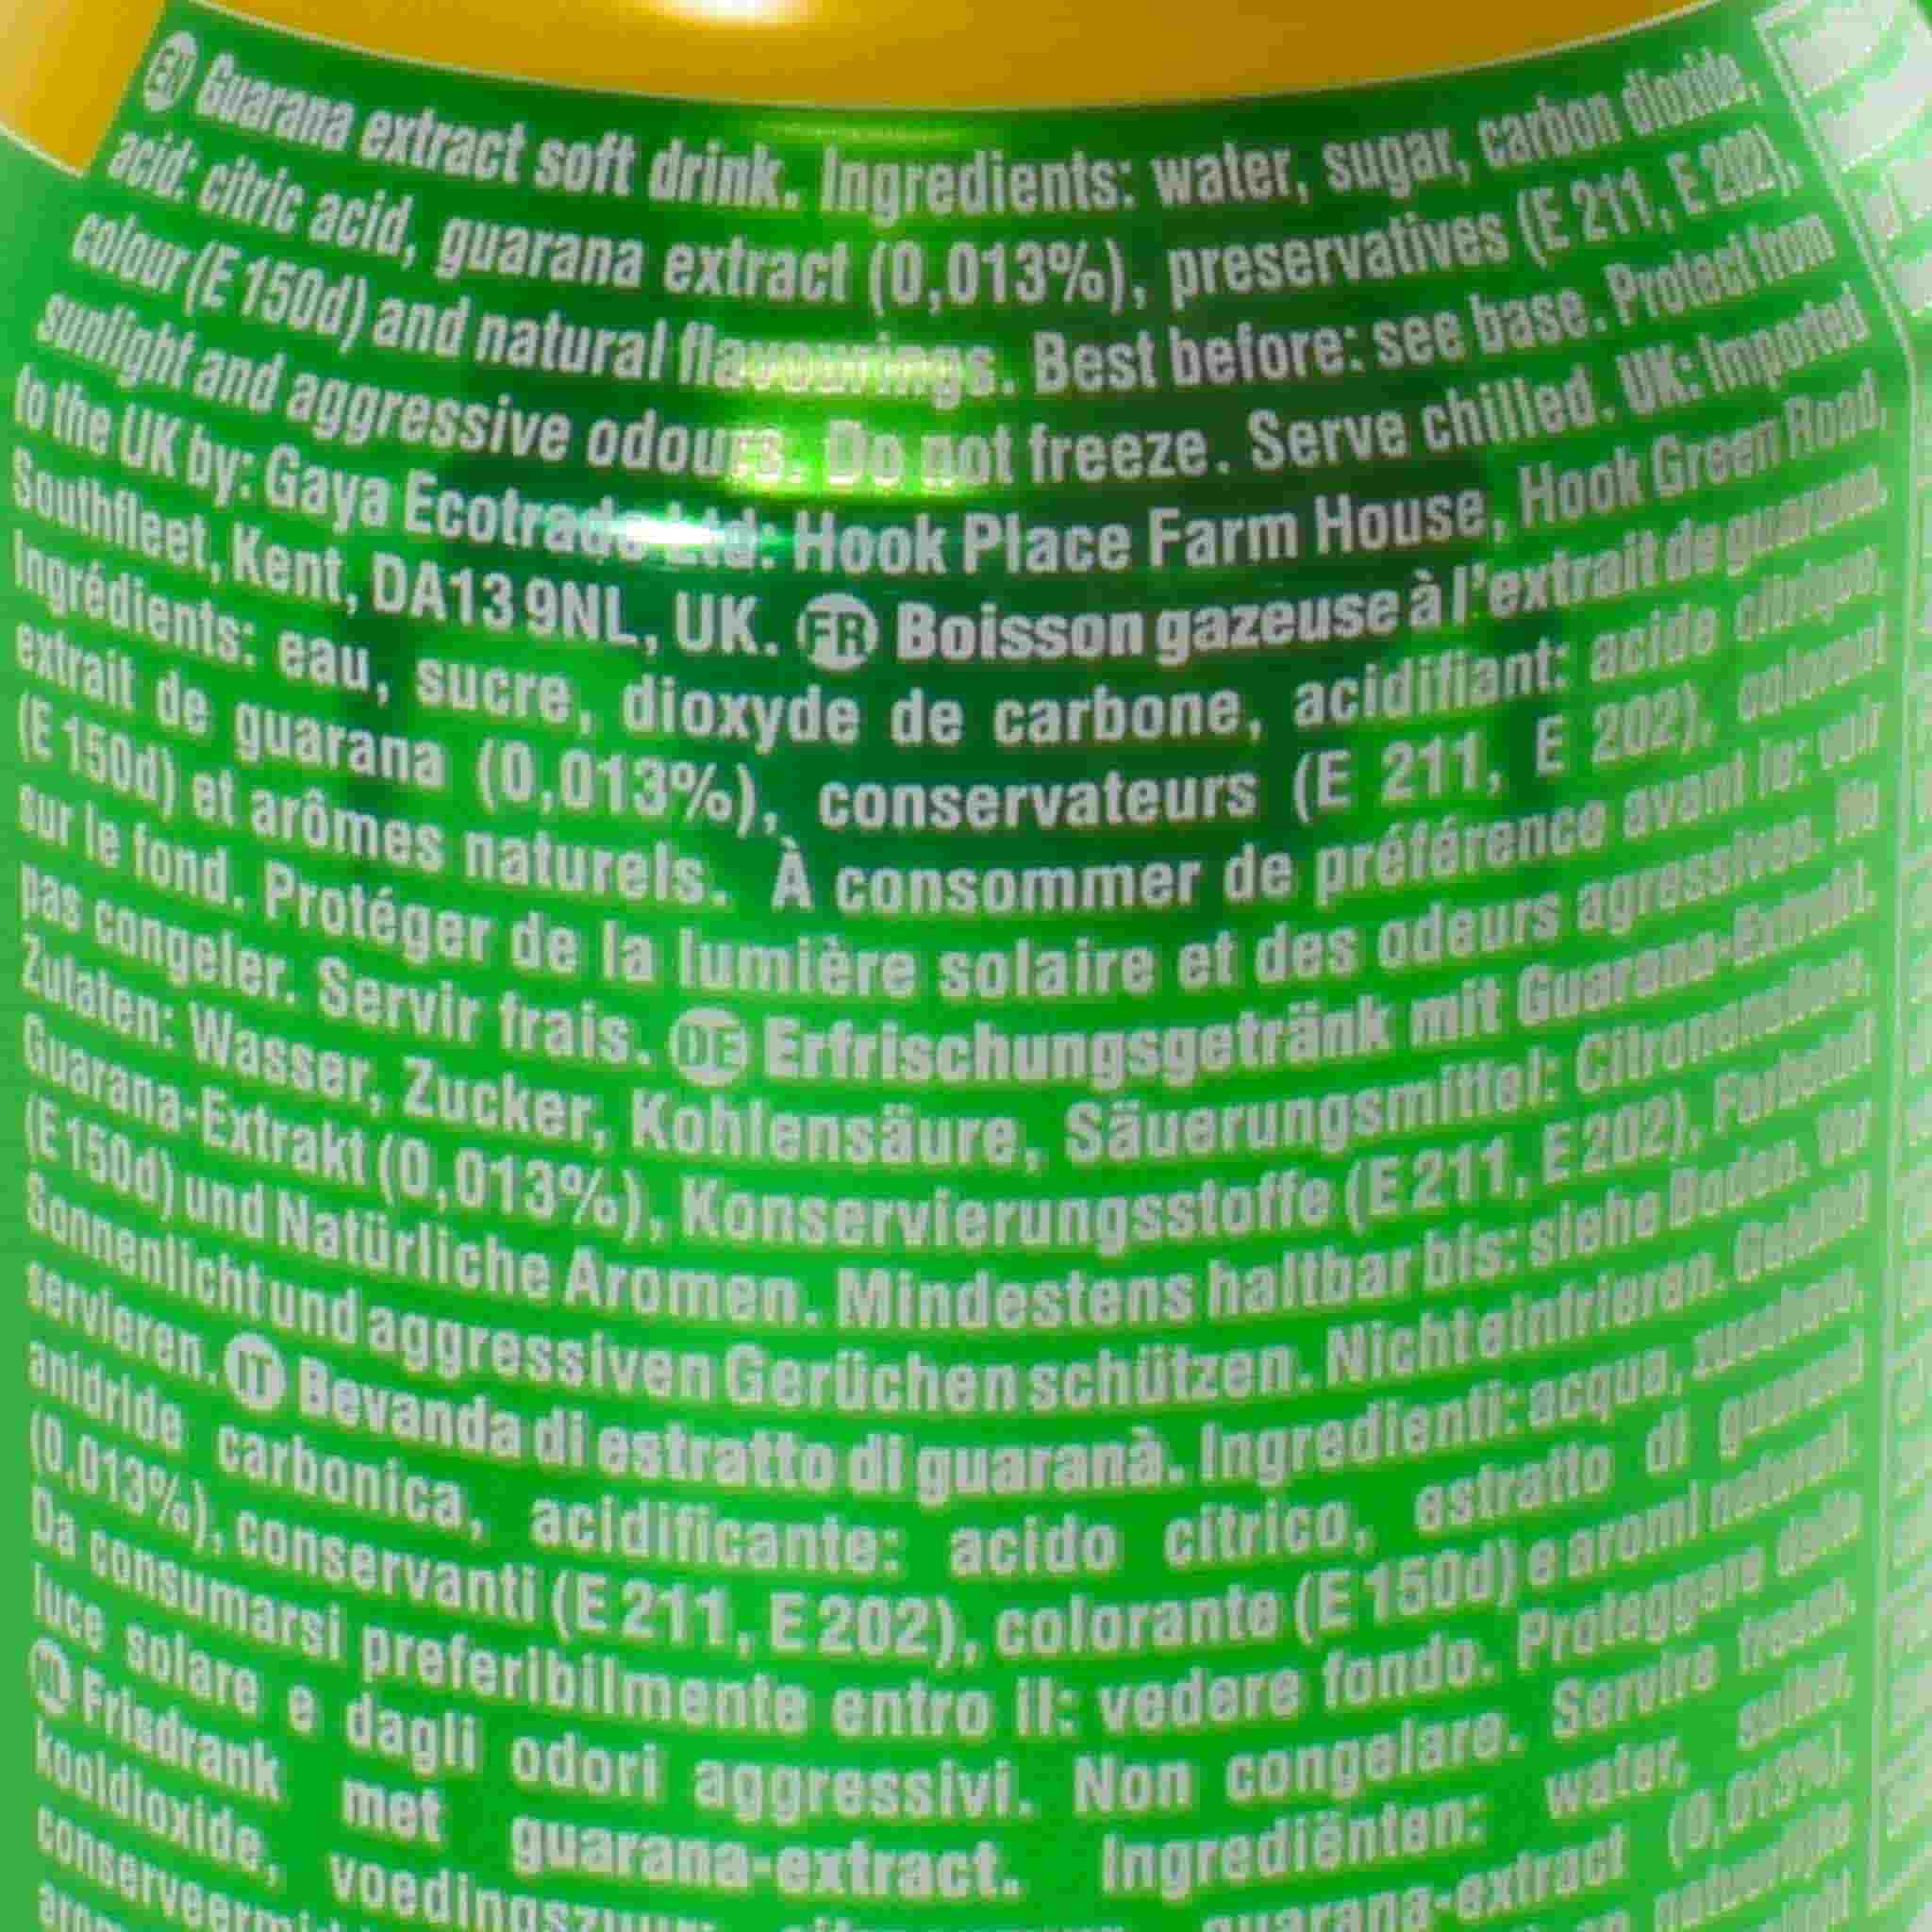 EN Guarana extract soft drink. Ingredients: water, sugar, carbon dioxide,
acid: citric acid, guarana extract (0,013%), preservatives (E 211, E 202),
colour (E 150d) and natural flavourings. Best before: see base. Protect from
sunlight and aggressive odours. Do not freeze. Serve chilled. UK: Imported
to the UK by: Gaya Ecotrade Ltd: Hook Place Farm House, Hook Green Road,
Southfleet, Kent, DA13 9NL, UK. FR Boisson gazeuse à l'extrait de guarana.
Ingrédients: eau, sucre, dioxyde de carbone, acidifiant: acide citrique,
extrait de guarana (0,013%), conservateurs (E 211, E 202), colorant
(E 150d) et arômes naturels. À consommer de préférence avant le: voir
sur le fond. Protéger de la lumière solaire et des odeurs agressives. Ne
pas congeler. Servir frais. DE Erfrischungsgetränk mit Guarana-Extrakt.
Zutaten: Wasser, Zucker, Kohlensäure, Säuerungsmittel: Citronensäure,
Guarana-Extrakt (0,013%), Konservierungsstoffe (E 211, E 202), Farbstoff
(E 150d) und Natürliche Aromen. Mindestens haltbar bis: siehe Boden. Vor
Sonnenlicht und aggressiven Gerüchen schützen. Nicht einfrieren. Gekühlt
servieren. IT Bevanda di estratto di guaranà. Ingredienti: acqua, zucchero,
anidride carbonica, acidificante: acido citrico, estratto di guaranà
(0,013%), conservanti (E 211, E 202), colorante (E 150d) e aromi naturali.
Da consumarsi preferibilmente entro il: vedere fondo. Proteggere dalla
luce solare e dagli odori aggressivi. Non congelare. Servire fresca.
NL Frisdrank met guarana-extract. Ingrediënten: water, suiker,
kooldioxide, guarana-extract (0,013%),